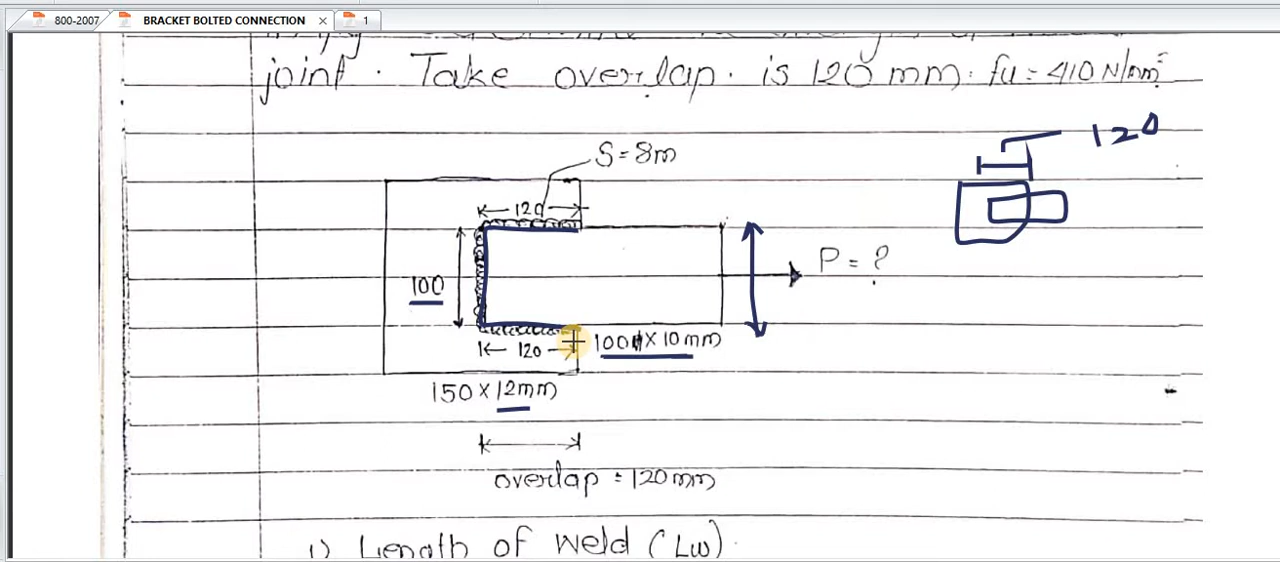 800-2007
BRACKET BOLTED CONNECTION
1
joint. Take overlap. is 120 mm. fu = 410 N/mm²
120
S = 8m
120
100
P = ?
120
100 X 10 mm
150 X 12mm
overlap = 120 mm
1) Length of weld (Lw).